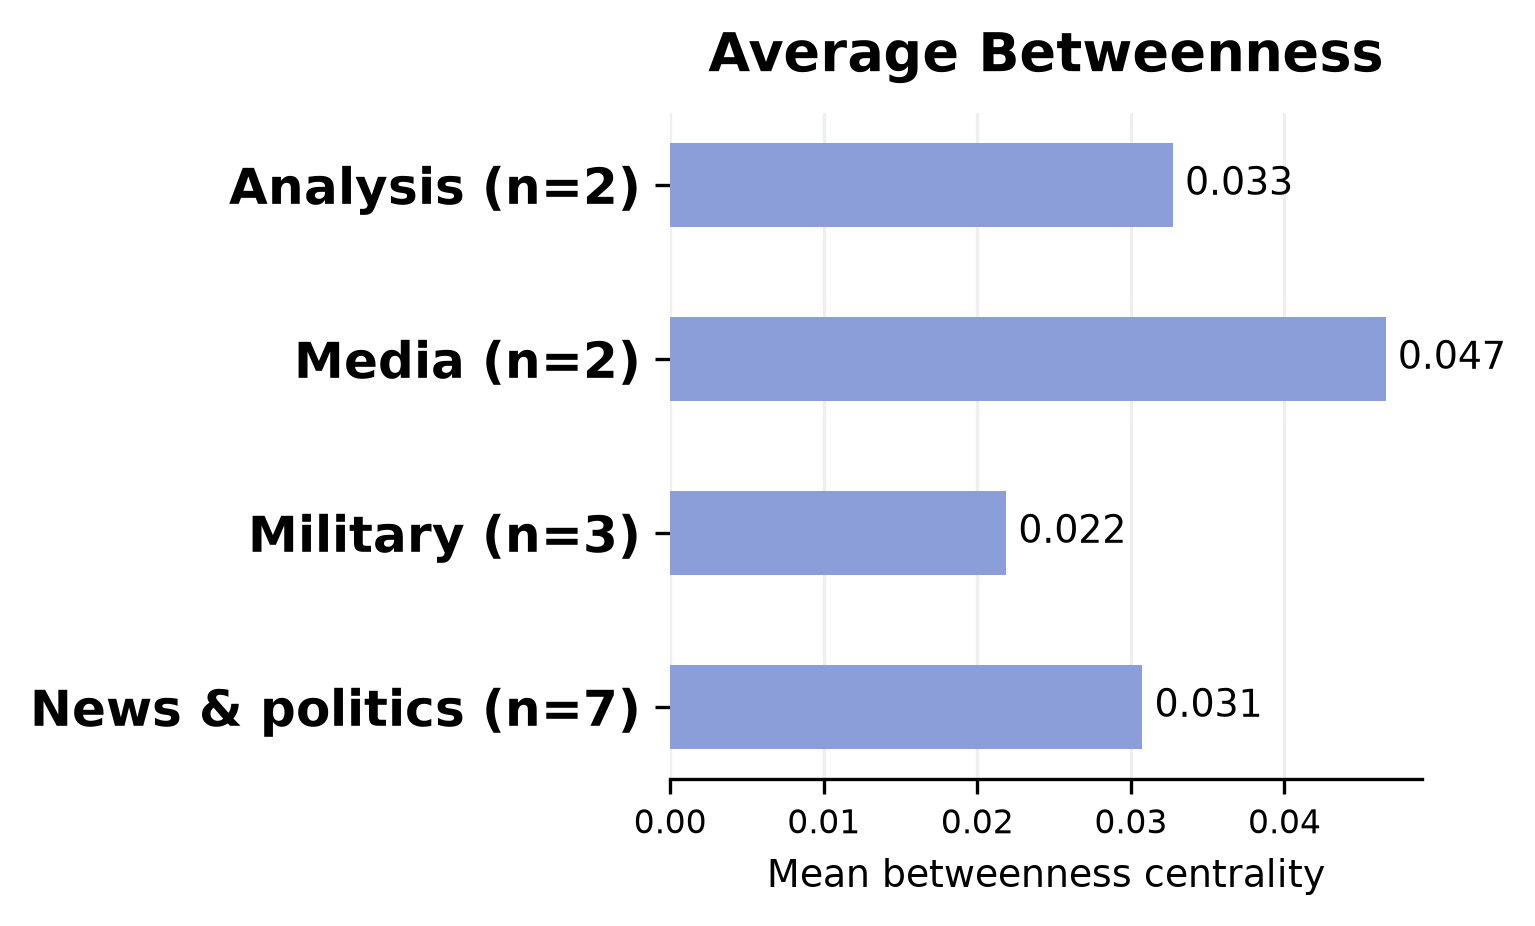 Average Betweenness
Analysis (n=2)
0.033
Media (n=2)
0.047
Military (n=3)
0.022
News & politics (n=7)
0.031
0.00 0.01 0.02 0.03 0.04
Mean betweenness centrality